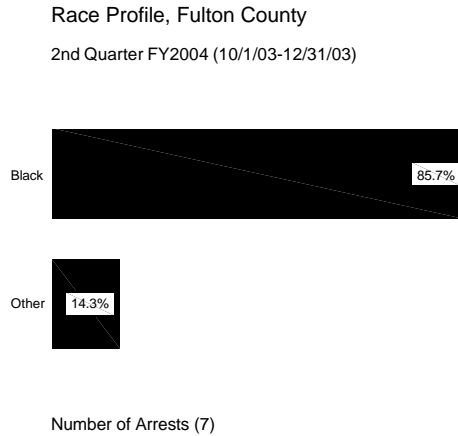 Race Profile, Fulton County
2nd Quarter FY2004 (10/1/03-12/31/03)
Black
85.7%
Other
14.3%
Number of Arrests (7)